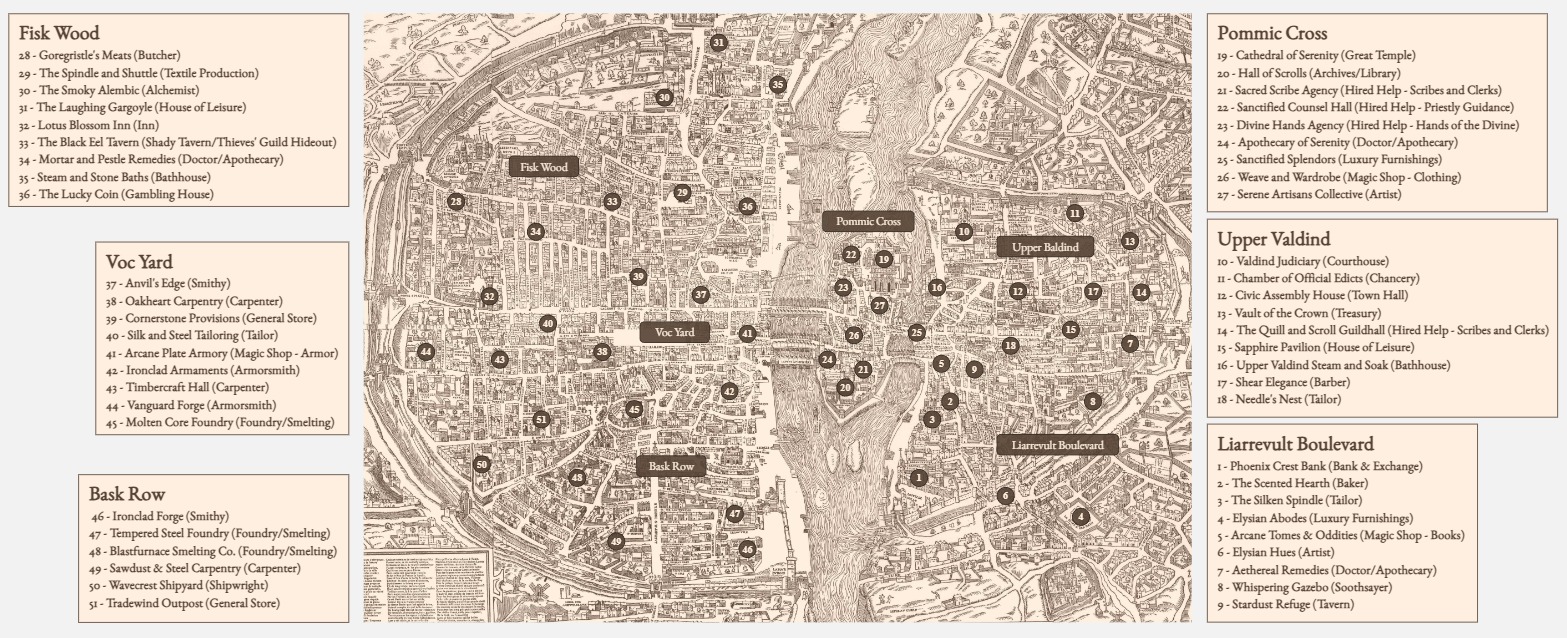 Fisk Wood
28 - Goregristle's Meats (Butcher)
29 - The Spindle and Shuttle (Textile Production)
30 - The Smoky Alembic (Alchemist)
31 - The Laughing Gargoyle (House of Leisure)
32 - Lotus Blossom Inn (Inn)
33 - The Black Eel Tavern (Shady Tavern/Thieves' Guild Hideout)
34 - Mortar and Pestle Remedies (Doctor/Apothecary)
35 - Steam and Stone Baths (Bathhouse)
36 - The Lucky Coin (Gambling House)
Voc Yard
37 - Anvil's Edge (Smithy)
38 - Oakheart Carpentry (Carpenter)
39 - Cornerstone Provisions (General Store)
40 - Silk and Steel Tailoring (Tailor)
41 - Arcane Plate Armory (Magic Shop - Armor)
42 - Ironclad Armaments (Armorsmith)
43 - Timbercraft Hall (Carpenter)
44 - Vanguard Forge (Armorsmith)
45 - Molten Core Foundry (Foundry/Smelting)
Bask Row
46 - Ironclad Forge (Smithy)
47 - Tempered Steel Foundry (Foundry/Smelting)
48 - Blastfurnace Smelting Co. (Foundry/Smelting)
49 - Sawdust & Steel Carpentry (Carpenter)
50 - Wavecrest Shipyard (Shipwright)
51 - Tradewind Outpost (General Store)
31
35
30
Fisk Wood
29
28
33
36
34
39
32
37
40
Voc Yard
41
44
43
38
42
45
51
50
Bask Row
48
47
49
46
Pommic Cross
22
19
23
27
26
25
24
21
20
11
10
Upper Baldind
13
16
12
17
14
15
18
7
5
9
2
8
3
Liarrevult Boulevard
1
6
4
Pommic Cross
19 - Cathedral of Serenity (Great Temple)
20 - Hall of Scrolls (Archives/Library)
21 - Sacred Scribe Agency (Hired Help - Scribes and Clerks)
22 - Sanctified Counsel Hall (Hired Help - Priestly Guidance)
23 - Divine Hands Agency (Hired Help - Hands of the Divine)
24 - Apothecary of Serenity (Doctor/Apothecary)
25 - Sanctified Splendors (Luxury Furnishings)
26 - Weave and Wardrobe (Magic Shop - Clothing)
27 - Serene Artisans Collective (Artist)
Upper Valdind
10 - Valdind Judiciary (Courthouse)
11 - Chamber of Official Edicts (Chancery)
12 - Civic Assembly House (Town Hall)
13 - Vault of the Crown (Treasury)
14 - The Quill and Scroll Guildhall (Hired Help - Scribes and Clerks)
15 - Sapphire Pavilion (House of Leisure)
16 - Upper Valdind Steam and Soak (Bathhouse)
17 - Shear Elegance (Barber)
18 - Needle's Nest (Tailor)
Liarrevult Boulevard
1 - Phoenix Crest Bank (Bank & Exchange)
2 - The Scented Hearth (Baker)
3 - The Silken Spindle (Tailor)
4 - Elysian Abodes (Luxury Furnishings)
5 - Arcane Tomes & Oddities (Magic Shop - Books)
6 - Elysian Hues (Artist)
7 - Aethereal Remedies (Doctor/Apothecary)
8 - Whispering Gazebo (Soothsayer)
9 - Stardust Refuge (Tavern)